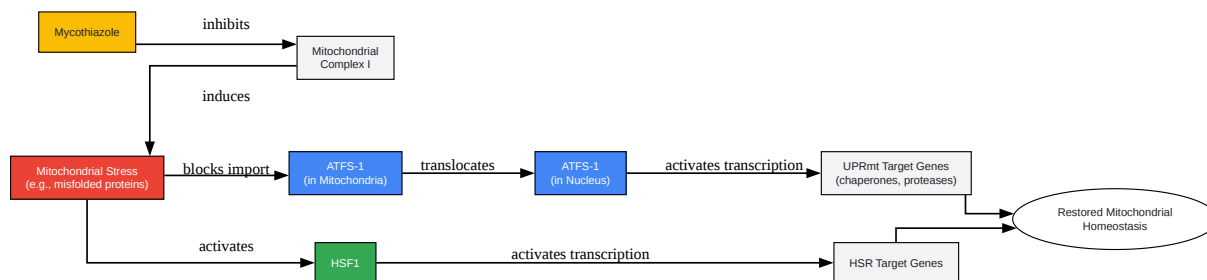 Mycothiazole
inhibits
Mitochondrial
Complex I
induces
Mitochondrial Stress
(e.g., misfolded proteins)
blocks import
ATFS-1
(in Mitochondria)
translocates
ATFS-1
(in Nucleus)
activates transcription
UPRmt Target Genes
(chaperones, proteases)
Restored Mitochondrial
Homeostasis
activates
HSF1
activates transcription
HSR Target Genes